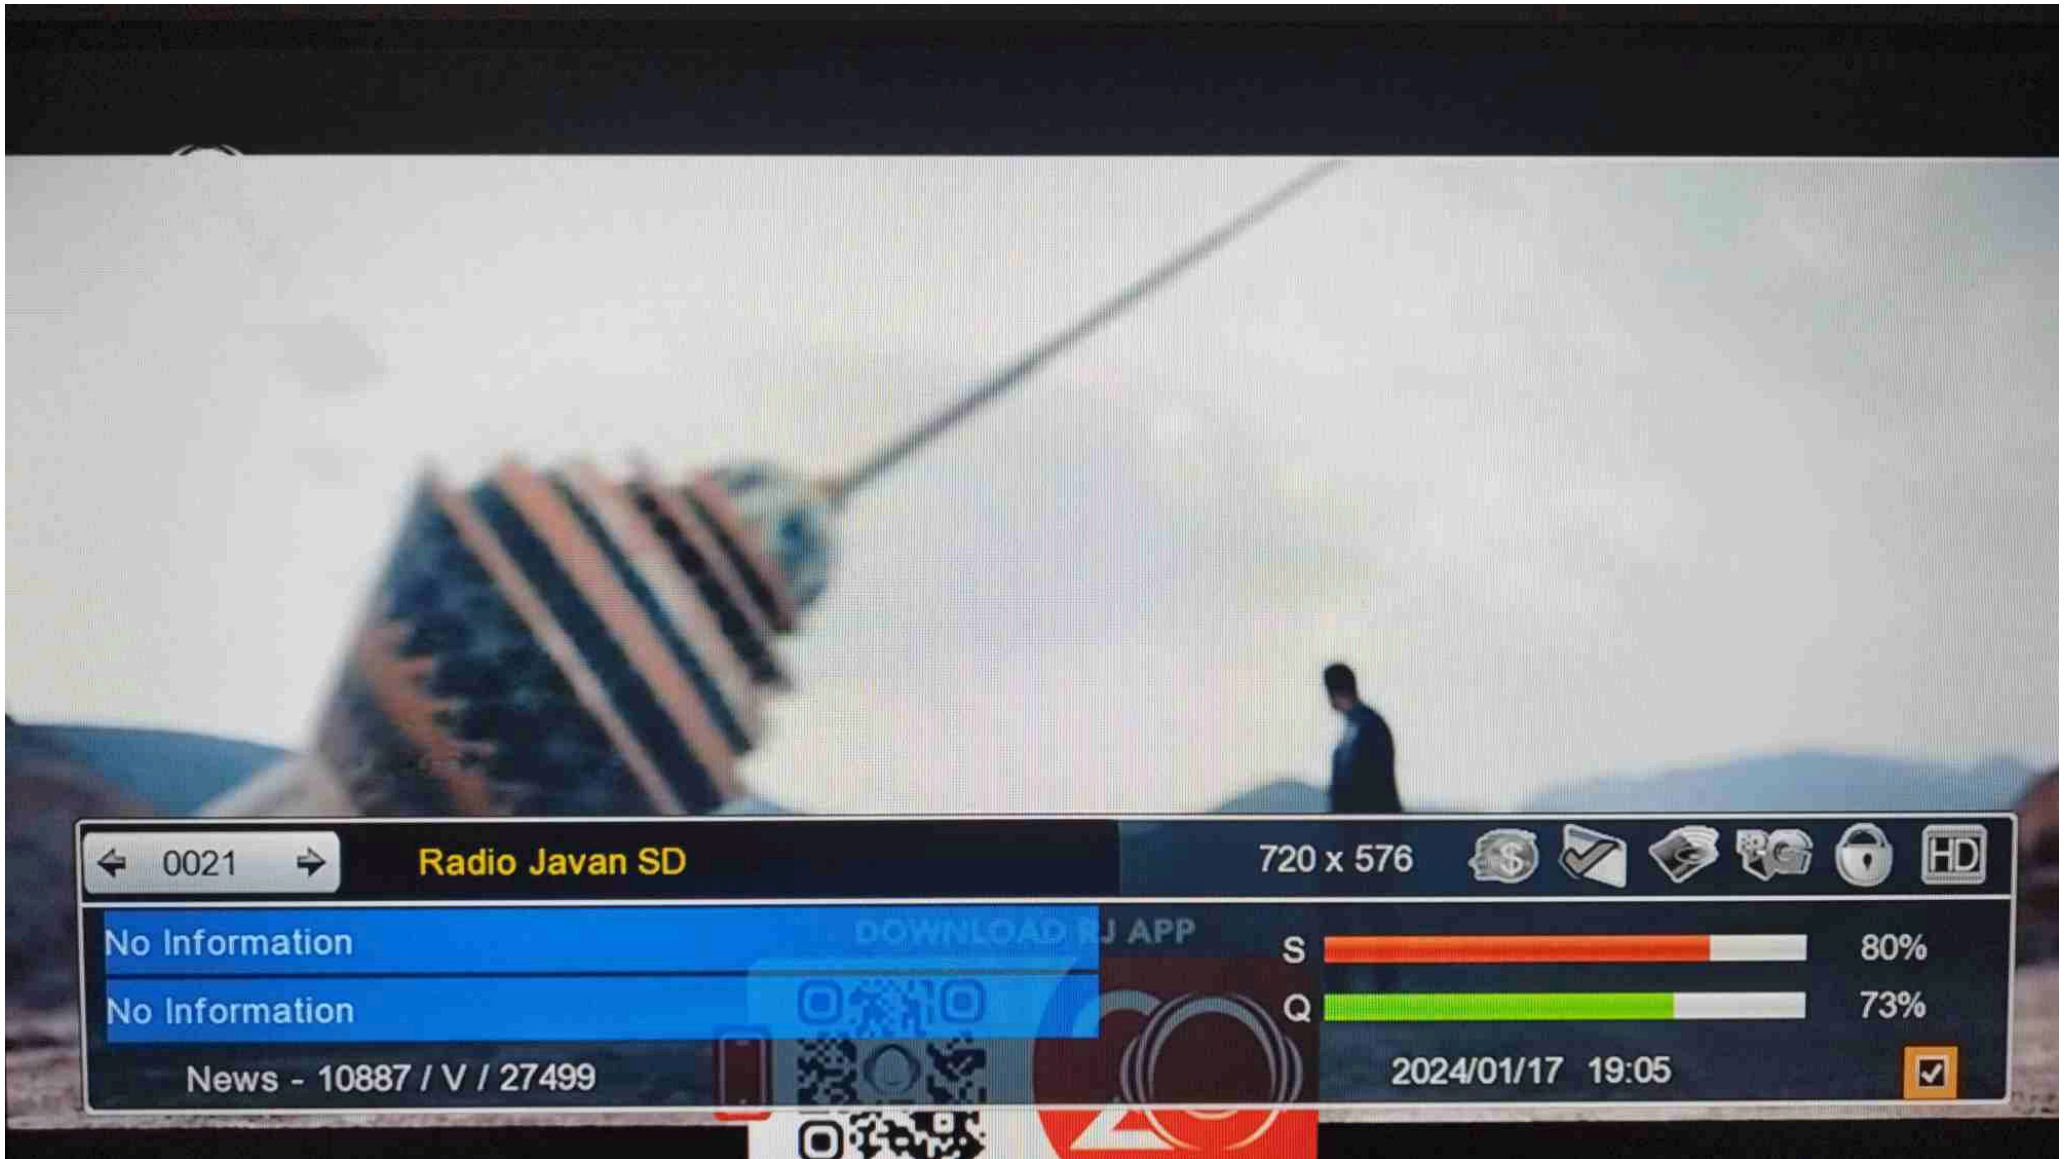 0021
Radio Javan SD
720 x 576
HD
No Information
DOWNLOAD RJ APP
S
80%
No Information
Q
73%
News - 10887 / V / 27499
2024/01/17 19:05
20